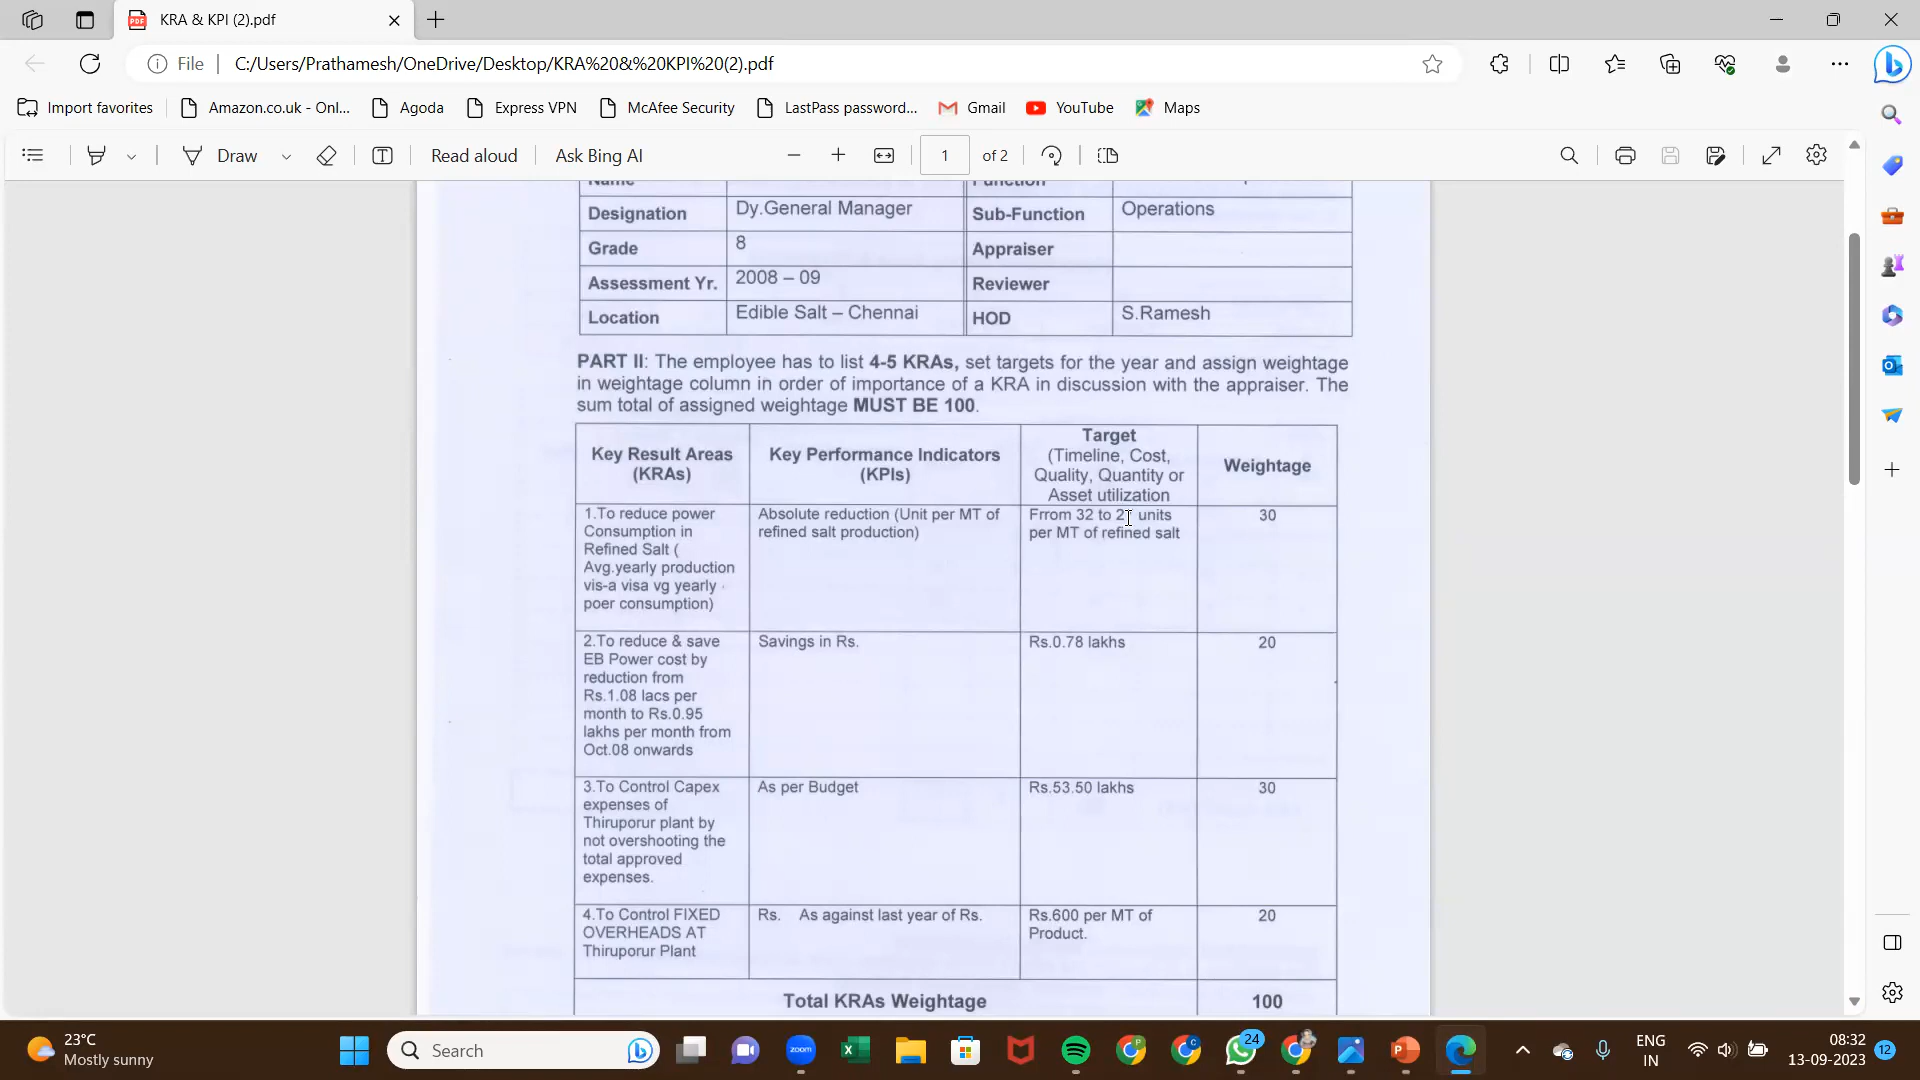 KRA & KPI (2).pdf
File
C:/Users/Prathamesh/OneDrive/Desktop/KRA%20&%20KPI%20(2).pdf
Import favorites
Amazon.co.uk - Onl...
Agoda
Express VPN
McAfee Security
LastPass password...
Gmail
YouTube
Maps
Draw
Read aloud
Ask Bing AI
1 of 2
Name Function
Designation Dy.General Manager Sub-Function Operations
Grade 8 Appraiser
Assessment Yr. 2008 – 09 Reviewer
Location Edible Salt – Chennai HOD S.Ramesh
PART II: The employee has to list 4-5 KRAs, set targets for the year and assign weightage
in weightage column in order of importance of a KRA in discussion with the appraiser. The
sum total of assigned weightage MUST BE 100.
Key Result Areas
(KRAs)
Key Performance Indicators
(KPIs)
Target
(Timeline, Cost,
Quality, Quantity or
Asset utilization
Weightage
1.To reduce power
Consumption in
Refined Salt (
Avg.yearly production
vis-a visa vg yearly
poer consumption)
Absolute reduction (Unit per MT of
refined salt production)
Frrom 32 to units
per MT of refined salt
30
2.To reduce & save
EB Power cost by
reduction from
Rs.1.08 lacs per
month to Rs.0.95
lakhs per month from
Oct.08 onwards
Savings in Rs.
Rs.0.78 lakhs
20
3.To Control Capex
expenses of
Thiruporur plant by
not overshooting the
total approved
expenses.
As per Budget
Rs.53.50 lakhs
30
4.To Control FIXED
OVERHEADS AT
Thiruporur Plant
Rs. As against last year of Rs.
Rs.600 per MT of
Product.
20
Total KRAs Weightage 100
23°C
Mostly sunny
Search
zoom
24
ENG
IN
08:32
13-09-2023
12